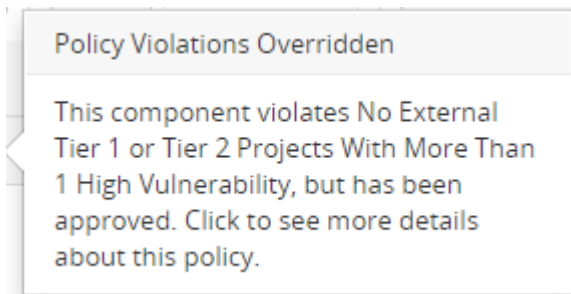 Policy Violations Overridden
This component violates No External
Tier 1 or Tier 2 Projects With More Than
1 High Vulnerability, but has been
approved. Click to see more details
about this policy.